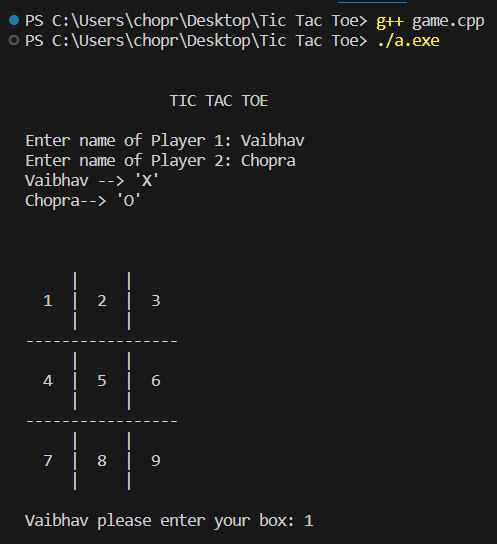 PS C:\Users\chopr\Desktop\Tic Tac Toe> g++ game.cpp
PS C:\Users\chopr\Desktop\Tic Tac Toe> ./a.exe
TIC TAC TOE
Enter name of Player 1: Vaibhav
Enter name of Player 2: Chopra
Vaibhav --> 'X'
Chopra--> 'O'
     |     |
  1  |  2  |  3
     |     |
-----------------
     |     |
  4  |  5  |  6
     |     |
-----------------
     |     |
  7  |  8  |  9
     |     |
Vaibhav please enter your box: 1